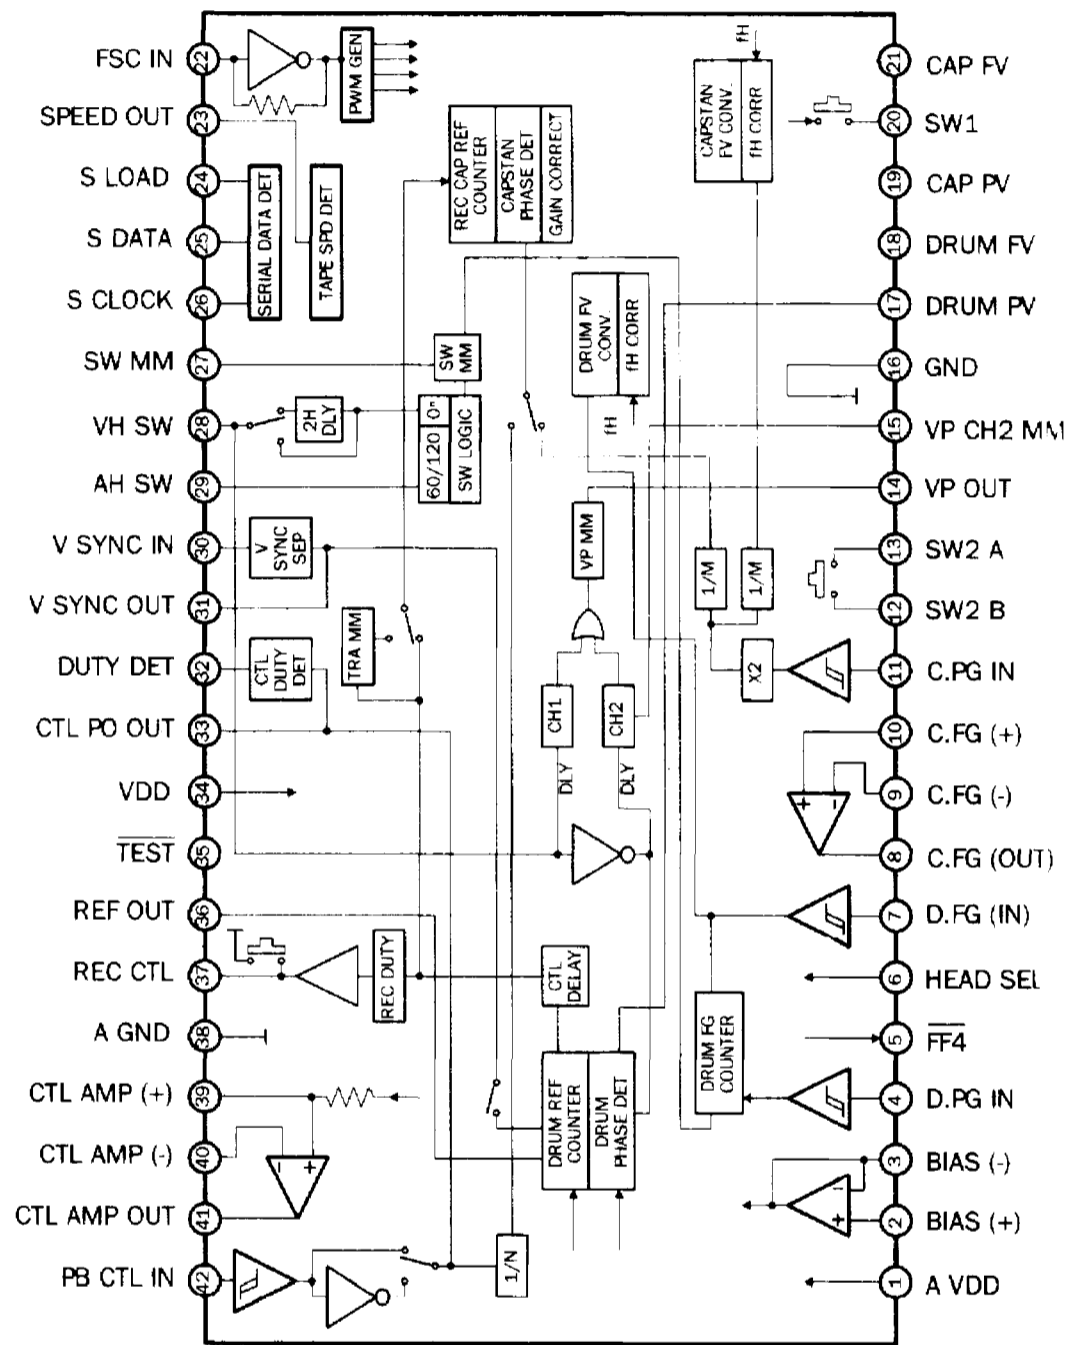 FSC IN
22
SPEED OUT
23
S LOAD
24
S DATA
25
S CLOCK
26
SW MM
27
VH SW
28
AH SW
29
V SYNC IN
30
V SYNC OUT
31
DUTY DET
32
CTL PO OUT
33
VDD
34
TEST
35
REF OUT
36
REC CTL
37
A GND
38
CTL AMP (+)
39
CTL AMP (-)
40
CTL AMP OUT
41
PB CTL IN
42
21
CAP FV
20
SW1
19
CAP PV
18
DRUM FV
17
DRUM PV
16
GND
15
VP CH2 MM
14
VP OUT
13
SW2 A
12
SW2 B
11
C.PG IN
10
C.FG (+)
9
C.FG (-)
8
C.FG (OUT)
7
D.FG (IN)
6
HEAD SEL
5
FF4
4
D.PG IN
3
BIAS (-)
2
BIAS (+)
1
A VDD
PWM GEN
SERIAL DATA DET
TAPE SPD DET
REC CAP REF
COUNTER
CAPSTAN
PHASE DET
GAIN CORRECT
fH
CAPSTAN
FV CONV.
fH CORR
SW
MM
2H
DLY
60/120
0"
SW LOGIC
DRUM FV
CONV.
fH CORR
fH
V
SYNC
SEP
CTL
DUTY
DET
TRA MM
VP MM
1/M
1/M
X2
CH1
CH2
DLY
DLY
+
−
REC DUTY
CTL
DELAY
DRUM REF
COUNTER
DRUM
PHASE DET
DRUM FG
COUNTER
−
+
−
+
1/N